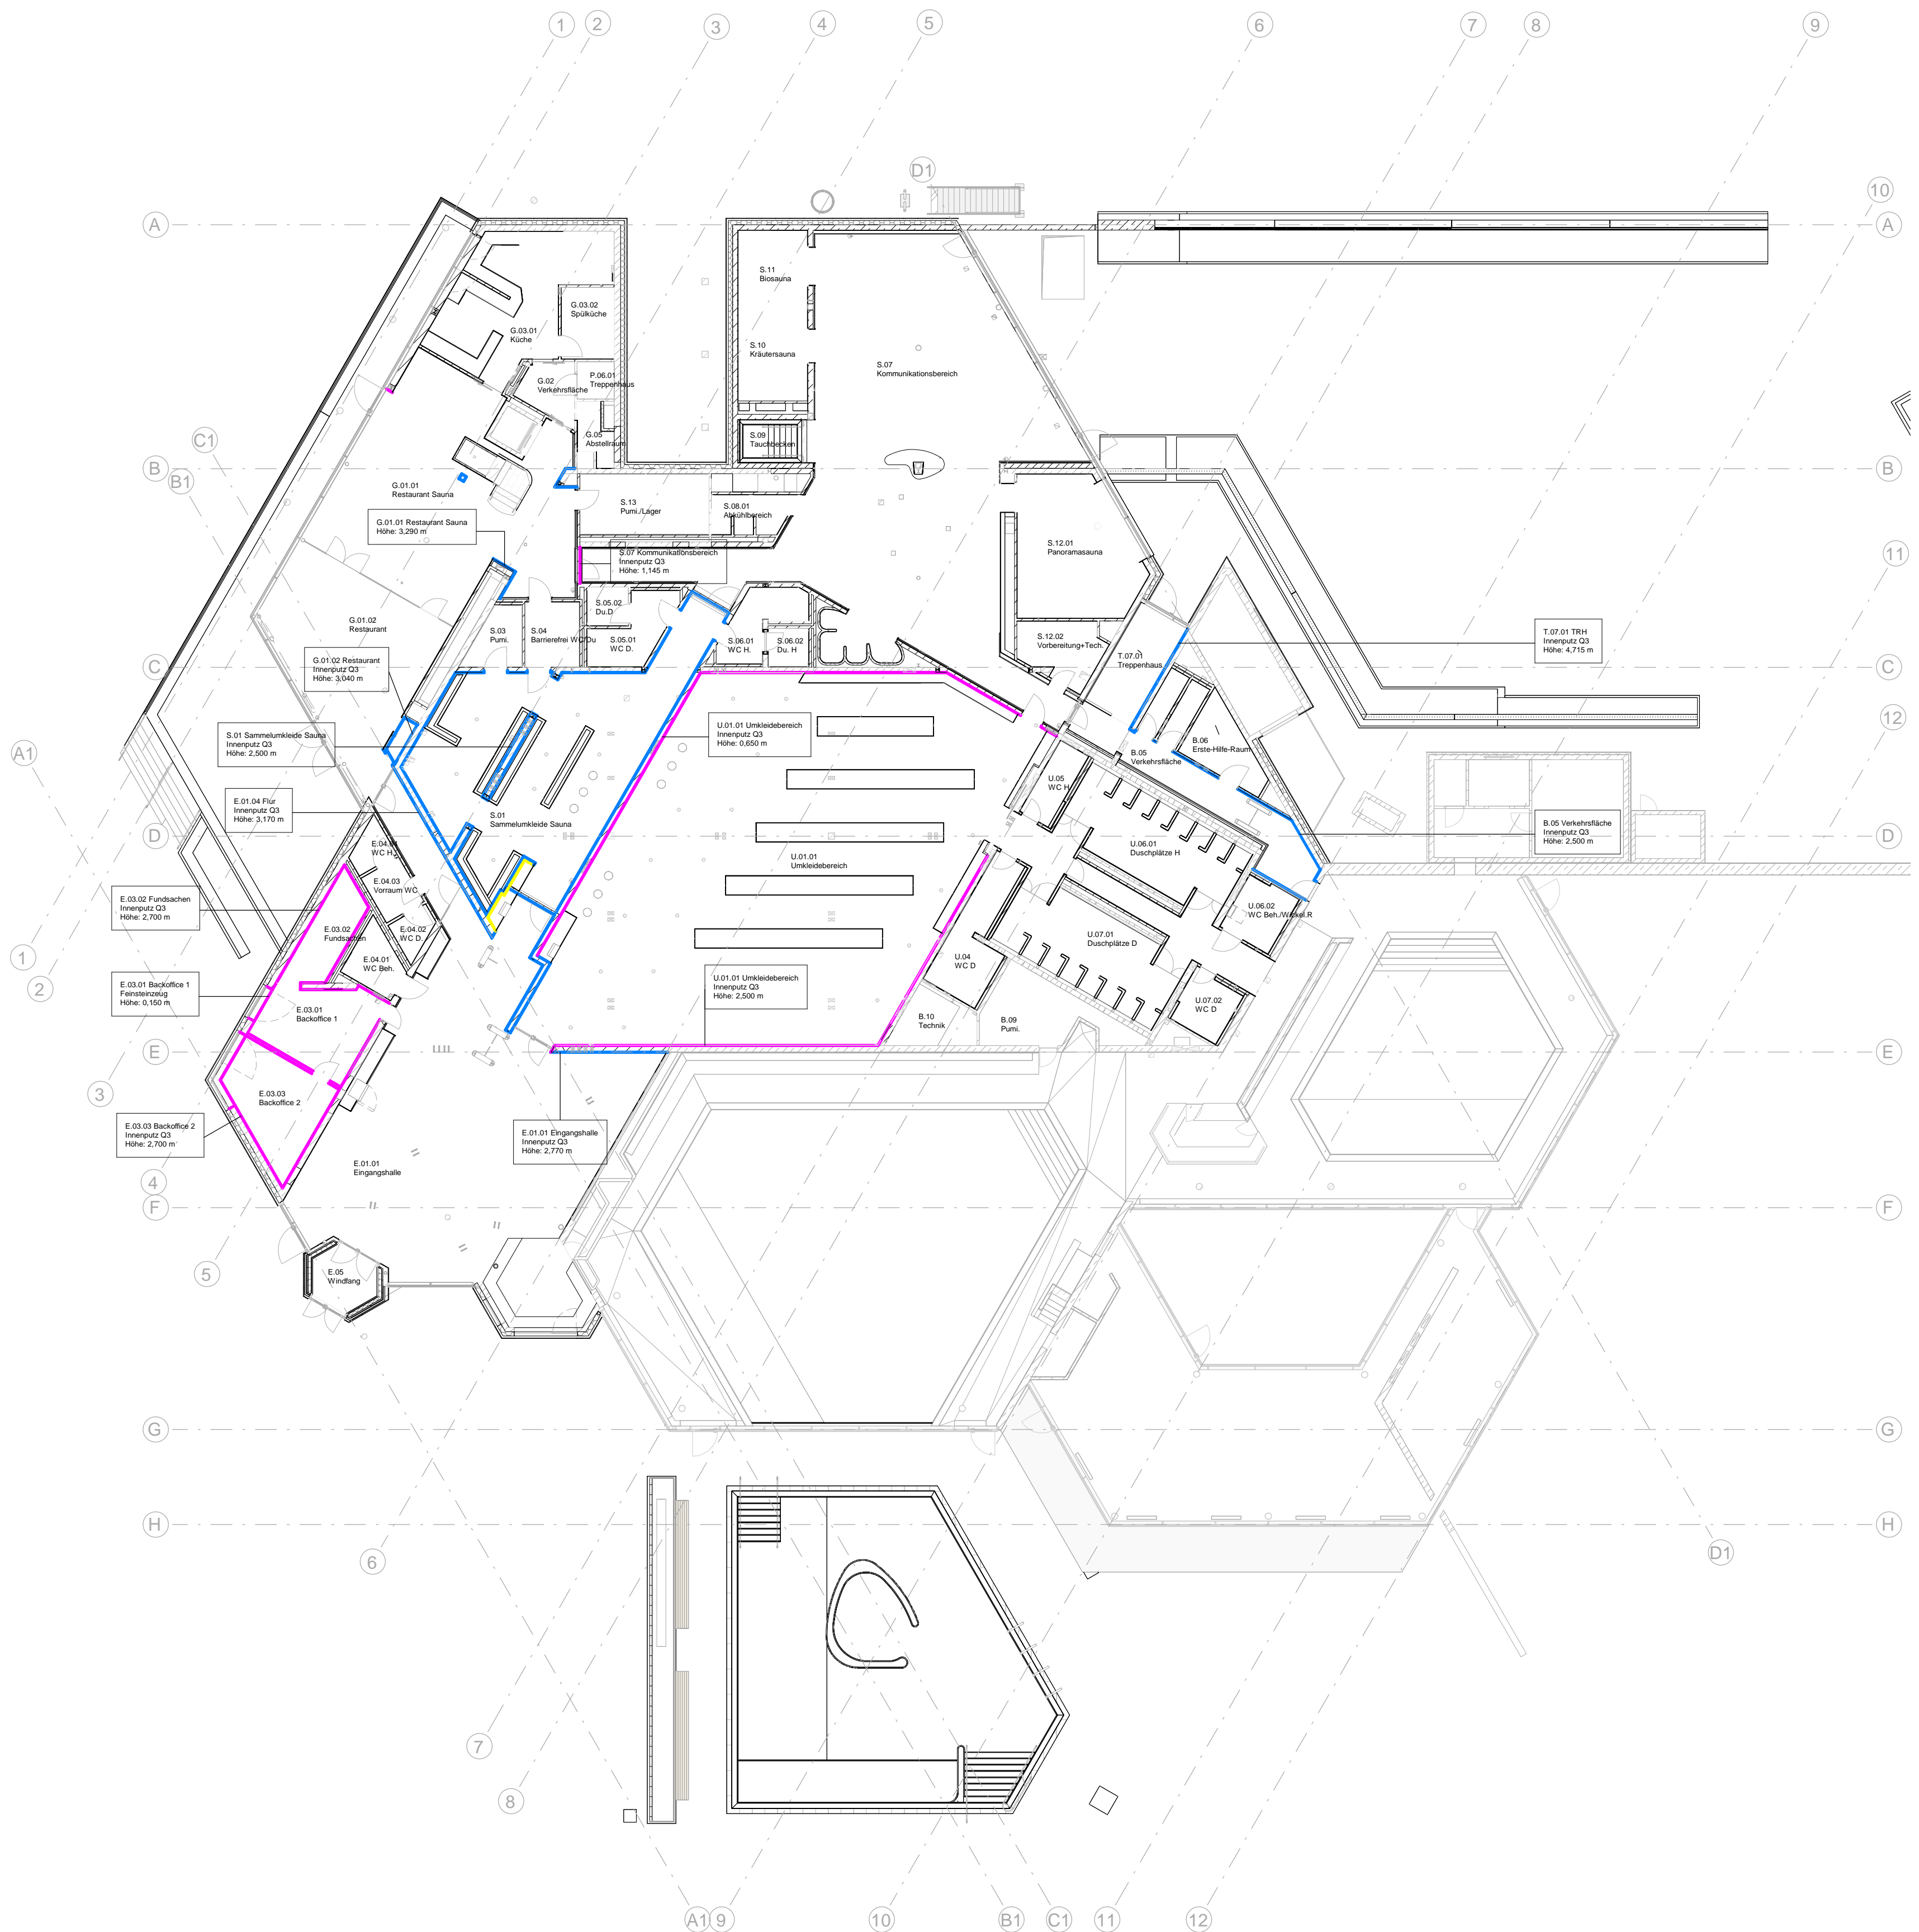 1
2
3
4
5
6
7
8
9
D1
10
A
A
S.11
Biosauna
G.03.02
Spülküche
G.03.01
Küche
S.10
Kräutersauna
S.07
Kommunikationsbereich
G.02
Verkehrsfläche
P.06.01
Treppenhaus
C1
G.05
Abstellraum
S.09
Tauchbecken
B
B1
B
G.01.01
Restaurant Sauna
S.13
Pumi./Lager
S.08.01
Abkühlbereich
G.01.01 Restaurant Sauna
Höhe: 3,290 m
S.12.01
Panoramasauna
11
S.07 Kommunikationsbereich
Innenputz Q3
Höhe: 1,145 m
S.05.02
Du.D
G.01.02
Restaurant
S.03
Pumi.
S.04
Barrierefrei WC/Du
S.05.01
WC D.
S.06.01
WC H.
S.06.02
Du. H
S.12.02
Vorbereitung+Tech.
T.07.01
Treppenhaus
T.07.01 TRH
Innenputz Q3
Höhe: 4,715 m
G.01.02 Restaurant
Innenputz Q3
Höhe: 3,040 m
C
C
12
S.01 Sammelumkleide Sauna
Innenputz Q3
Höhe: 2,500 m
U.01.01 Umkleidebereich
Innenputz Q3
Höhe: 0,650 m
B.05
Verkehrsfläche
B.06
Erste-Hilfe-Raum
A1
U.05
WC H
E.01.04 Flur
Innenputz Q3
Höhe: 3,170 m
S.01
Sammelumkleide Sauna
B.05 Verkehrsfläche
Innenputz Q3
Höhe: 2,500 m
D
D
E.04.04
WC H.
U.01.01
Umkleidebereich
U.06.01
Duschplätze H
E.04.03
Vorraum WC
E.03.02 Fundsachen
Innenputz Q3
Höhe: 2,700 m
U.06.02
WC Beh./Wickel.R
E.03.02
Fundsachen
E.04.02
WC D.
U.07.01
Duschplätze D
1
2
E.04.01
WC Beh.
U.04
WC D
E.03.01 Backoffice 1
Feinsteinzeug
Höhe: 0,150 m
U.01.01 Umkleidebereich
Innenputz Q3
Höhe: 2,500 m
U.07.02
WC D
E.03.01
Backoffice 1
B.10
Technik
B.09
Pumi.
E
E
3
E.03.03
Backoffice 2
E.03.03 Backoffice 2
Innenputz Q3
Höhe: 2,700 m
E.01.01 Eingangshalle
Innenputz Q3
Höhe: 2,770 m
E.01.01
Eingangshalle
4
F
F
5
E.05
Windfang
G
G
H
H
6
D1
7
8
A1
9
10
B1
C1
11
12